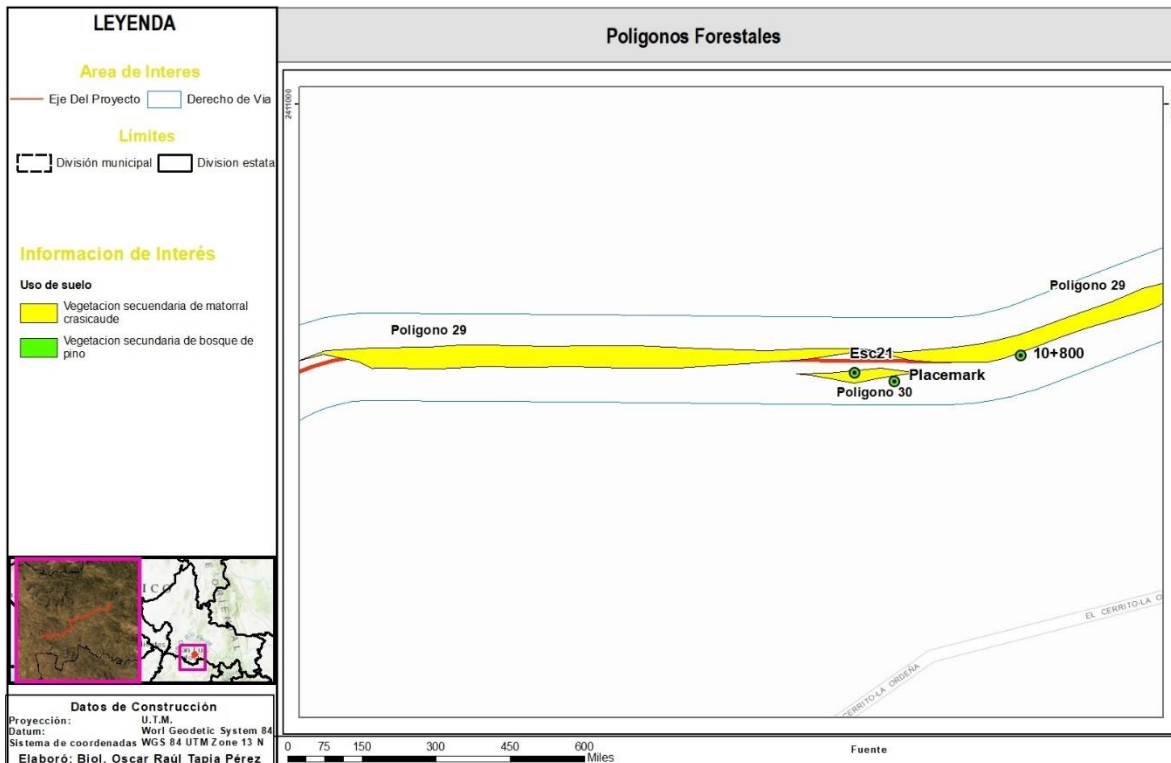 LEYENDA
Area de Interes
Eje Del Proyecto
Derecho de Via
Límites
División municipal
Division estata
Informacion de Interés
Uso de suelo
Vegetacion secuendaria de matorral
crasicaude
Vegetacion secundaria de bosque de
pino
Datos de Construcción
Proyección: U.T.M.
Datum: Worl Geodetic System 84
Sistema de coordenadas WGS 84 UTM Zone 13 N
Elaboró: Biol. Oscar Raúl Tapia Pérez
Poligonos Forestales
2411000
Poligono 29
Poligono 29
Esc21
10+800
Placemark
Poligono 30
EL CERRITO-LA O
CERRITO-LA ORDEÑA
0 75 150 300 450 600
Miles
Fuente